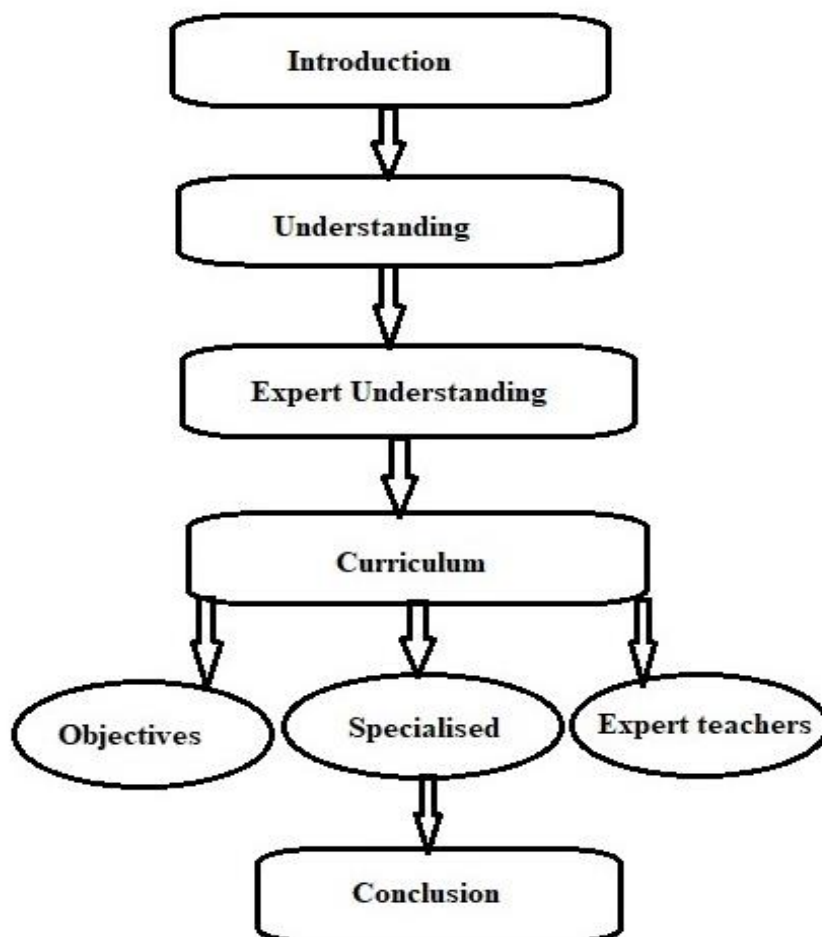 Introduction
Understanding
Expert Understanding
Curriculum
Objectives
Specialised
Expert teachers
Conclusion